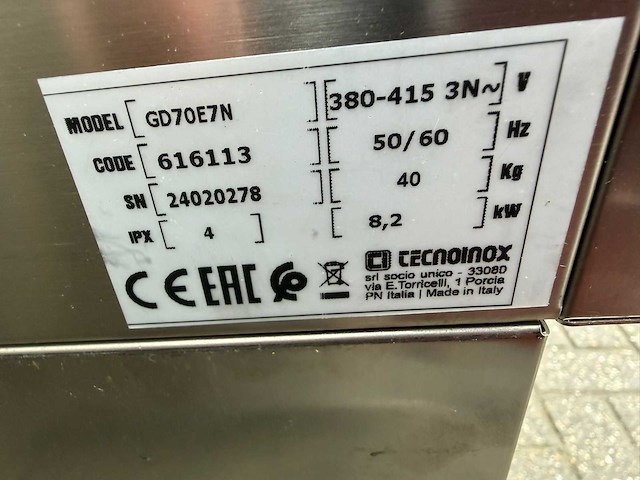 MODEL [ GD70E7N ] [ 380-415 3N~ ] V
CODE [ 616113 ] [ 50/60 ] Hz
SN [ 24020278 ] [ 40 ] Kg
IPX [ 4 ] [ 8,2 ] kW
CE EAC
TECNOINOX
srl socio unico - 33080
via E.Torricelli, 1 Porcia
PN Italia | Made in Italy